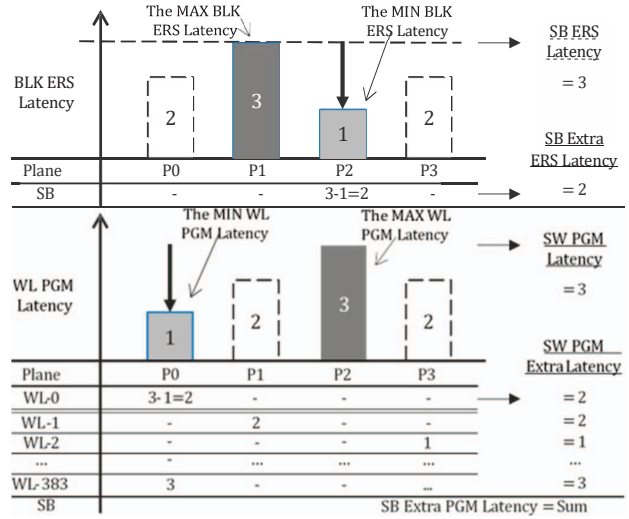 The MAX BLK
ERS Latency
The MIN BLK
ERS Latency
SB ERS
Latency
= 3
BLK ERS
Latency
2
3
1
2
SB Extra
ERS Latency
Plane P0 P1 P2 P3
SB - - 3-1=2 - = 2
The MIN WL
PGM Latency
The MAX WL
PGM Latency
SW PGM
Latency
= 3
WL PGM
Latency
1
2
3
2
SW PGM
Extra Latency
Plane P0 P1 P2 P3
WL-0 3-1=2 - - - = 2
WL-1 - 2 - - = 2
WL-2 - - - 1 = 1
... - ... ... ... ...
WL-383 3 - - ... = 3
SB SB Extra PGM Latency = Sum